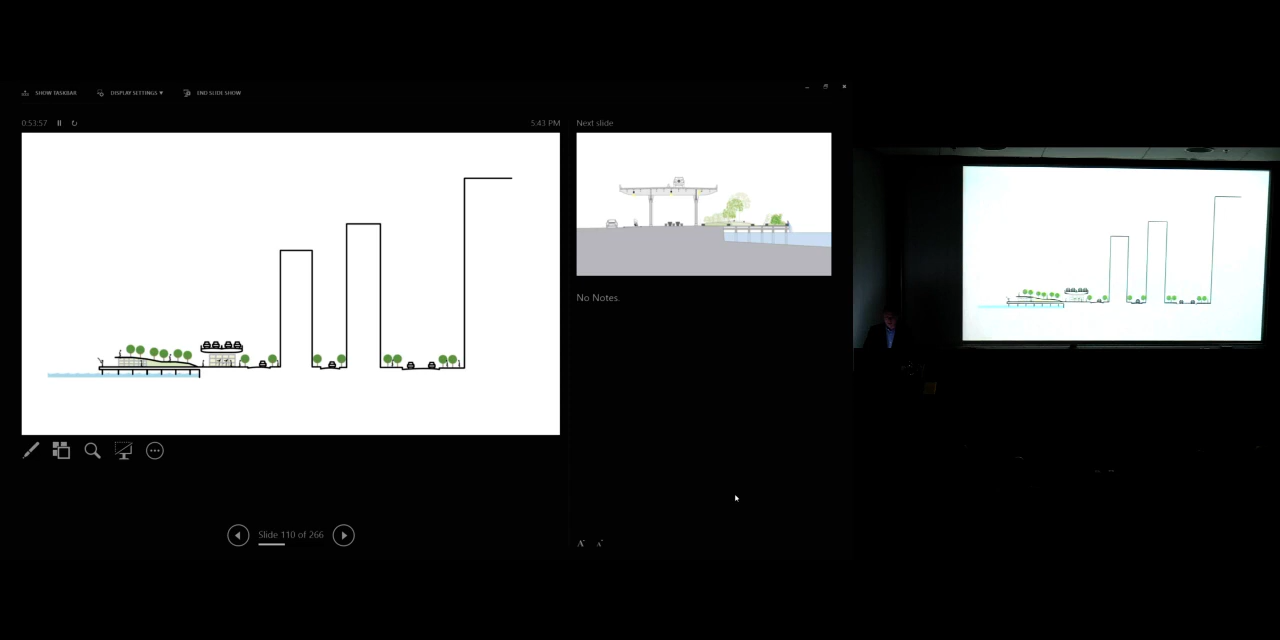 SHOW TASKBAR
DISPLAY SETTINGS ▼
END SLIDE SHOW
0:53:57
5:43 PM
Next slide
No Notes.
Slide 110 of 266
A
A